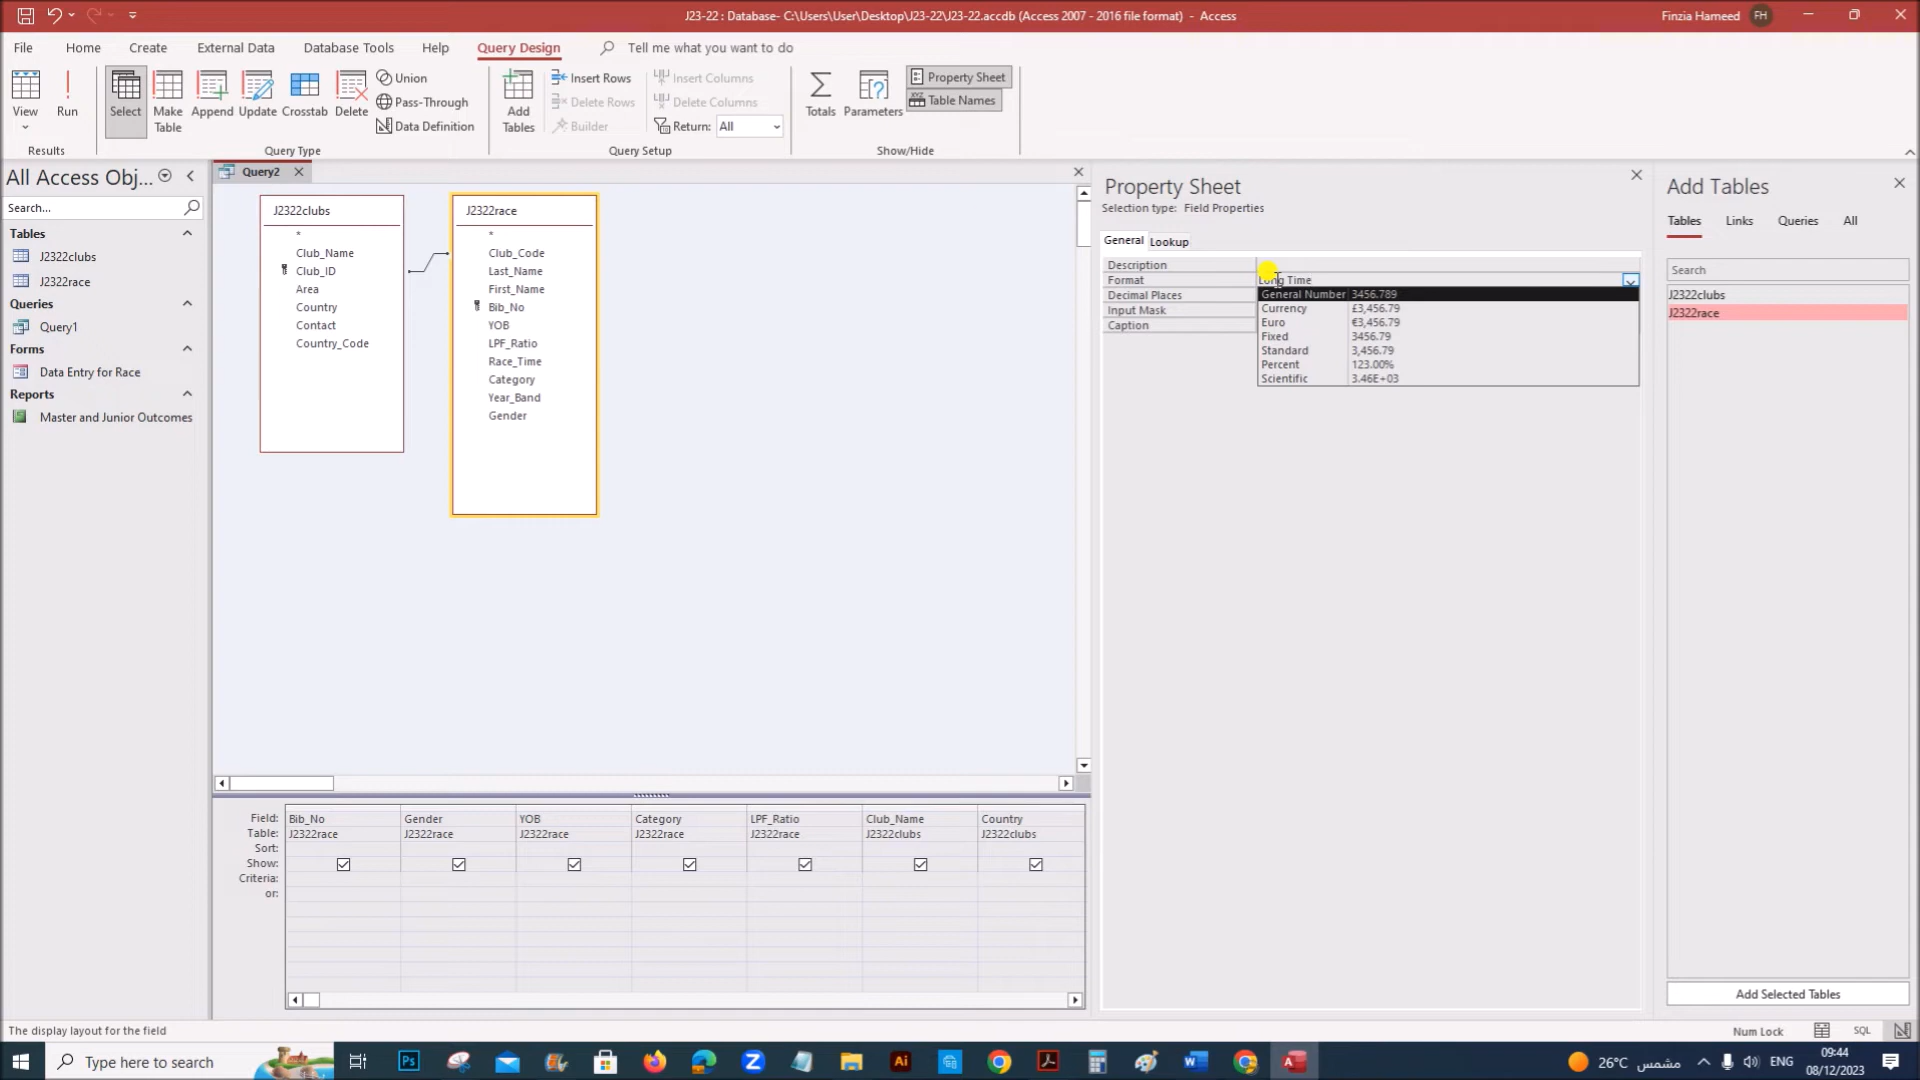 J23-22 : Database- C:\Users\User\Desktop\J23-22\J23-22.accdb (Access 2007 - 2016 file format) - Access
Finzia Hameed
FH
File
Home
Create
External Data
Database Tools
Help
Query Design
Tell me what you want to do
View
Run
Results
Select
Make Table
Append
Update
Crosstab
Delete
Union
Pass-Through
Data Definition
Query Type
Add Tables
Insert Rows
Delete Rows
Builder
Insert Columns
Delete Columns
Return: All
Query Setup
Totals
Parameters
Property Sheet
Table Names
Show/Hide
All Access Obj...
Search...
Tables
J2322clubs
J2322race
Queries
Query1
Forms
Data Entry for Race
Reports
Master and Junior Outcomes
Query2
J2322clubs
*
Club_Name
Club_ID
Area
Country
Contact
Country_Code
J2322race
*
Club_Code
Last_Name
First_Name
Bib_No
YOB
LPF_Ratio
Race_Time
Category
Year_Band
Gender
Field: Bib_No Gender YOB Category LPF_Ratio Club_Name Country
Table: J2322race J2322race J2322race J2322race J2322race J2322clubs J2322clubs
Sort:
Show:
Criteria:
or:
Property Sheet
Selection type: Field Properties
General
Lookup
Description
Format Long Time
Decimal Places
Input Mask
Caption
General Number 3456.789
Currency £3,456.79
Euro €3,456.79
Fixed 3456.79
Standard 3,456.79
Percent 123.00%
Scientific 3.46E+03
Add Tables
Tables
Links
Queries
All
Search
J2322clubs
J2322race
Add Selected Tables
The display layout for the field
Num Lock
SQL
Type here to search
Ps
Ai
26°C مشمس
ENG
09:44
08/12/2023